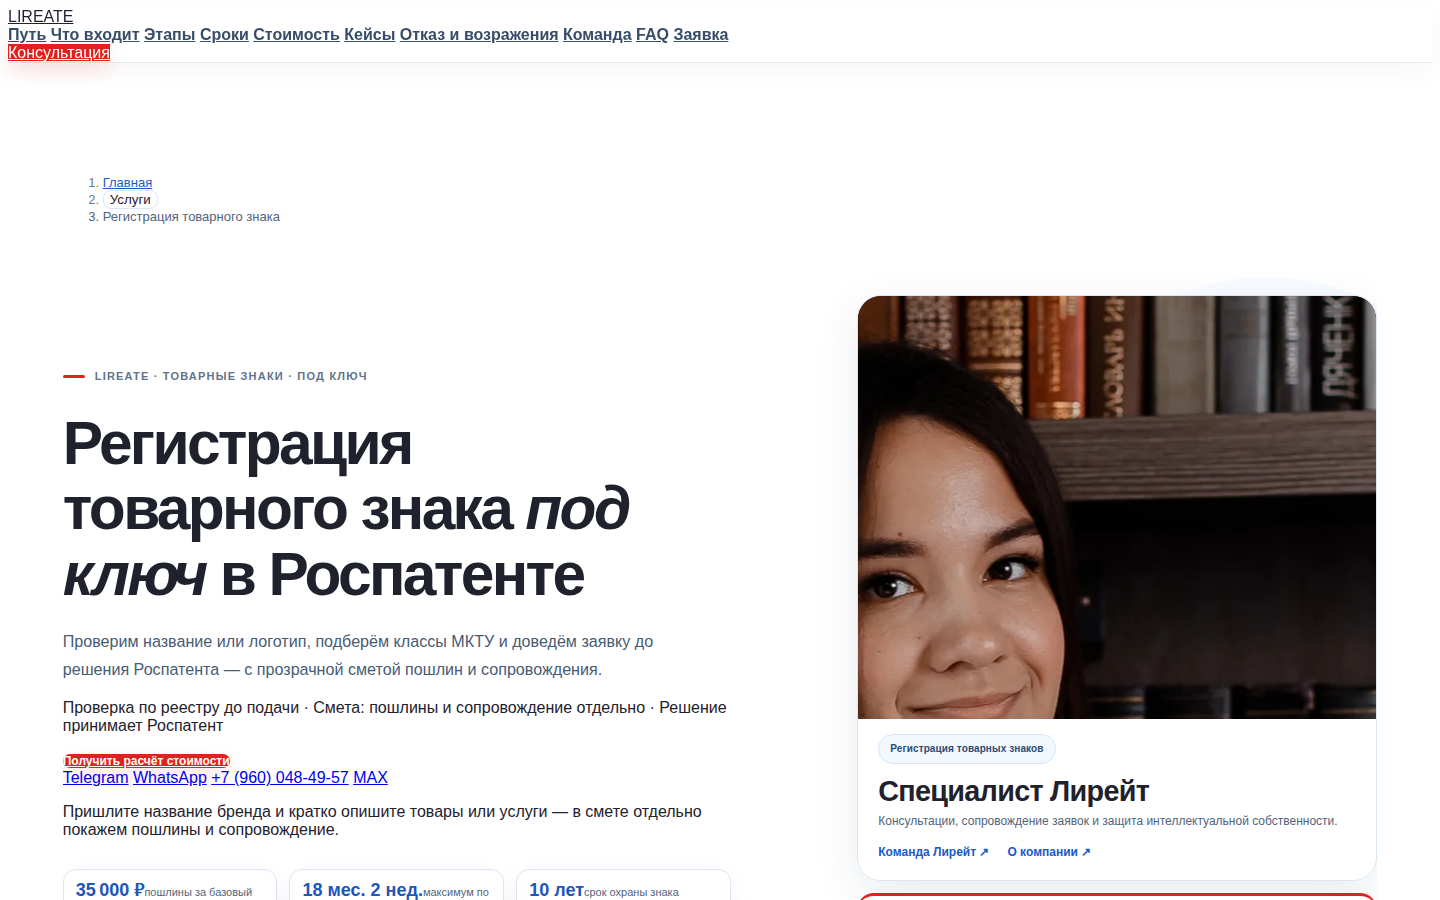 LIREATE
Путь Что входит Этапы Сроки Стоимость Кейсы Отказ и возражения Команда FAQ Заявка
Консультация
1. Главная
2. Услуги
3. Регистрация товарного знака
LIREATE · ТОВАРНЫЕ ЗНАКИ · ПОД КЛЮЧ
Регистрация
товарного знака под
ключ в Роспатенте
Проверим название или логотип, подберём классы МКТУ и доведём заявку до
решения Роспатента — с прозрачной сметой пошлин и сопровождения.
Проверка по реестру до подачи · Смета: пошлины и сопровождение отдельно · Решение
принимает Роспатент
Получить расчёт стоимости
Telegram WhatsApp +7 (960) 048-49-57 MAX
Пришлите название бренда и кратко опишите товары или услуги — в смете отдельно
покажем пошлины и сопровождение.
35 000 ₽ пошлины за базовый
18 мес. 2 нед. максимум по
10 лет срок охраны знака
ДЯЧЕНК
Регистрация товарных знаков
Специалист Лирейт
Консультации, сопровождение заявок и защита интеллектуальной собственности.
Команда Лирейт ↗ О компании ↗